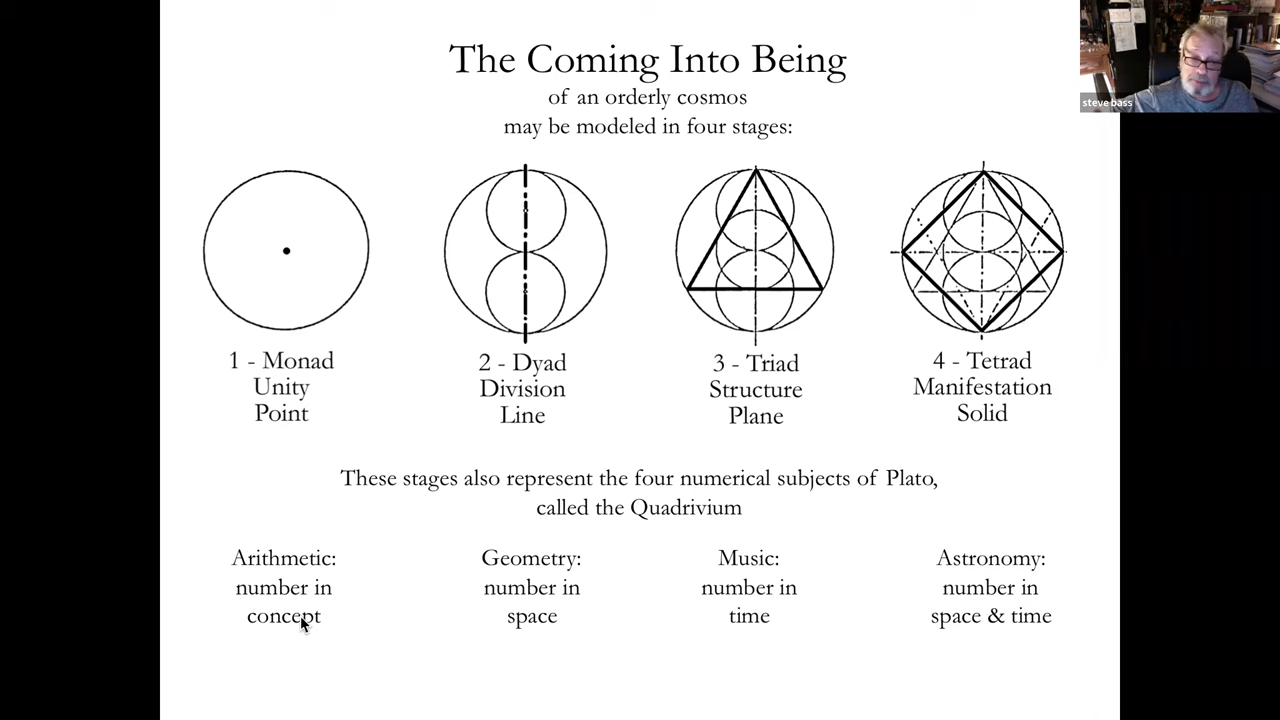 The Coming Into Being
of an orderly cosmos
may be modeled in four stages:
steve bass
1 - Monad
Unity
Point
2 - Dyad
Division
Line
3 - Triad
Structure
Plane
4 - Tetrad
Manifestation
Solid
These stages also represent the four numerical subjects of Plato,
called the Quadrivium
Arithmetic:
number in
concept
Geometry:
number in
space
Music:
number in
time
Astronomy:
number in
space & time